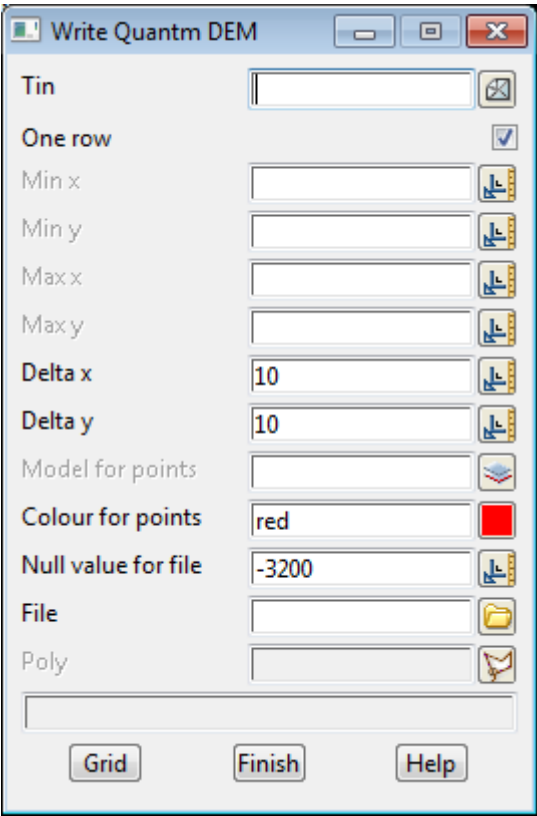 Write Quantm DEM
Tin
One row
Min x
Min y
Max x
Max y
Delta x 10
Delta y 10
Model for points
Colour for points red
Null value for file -3200
File
Poly
Grid Finish Help